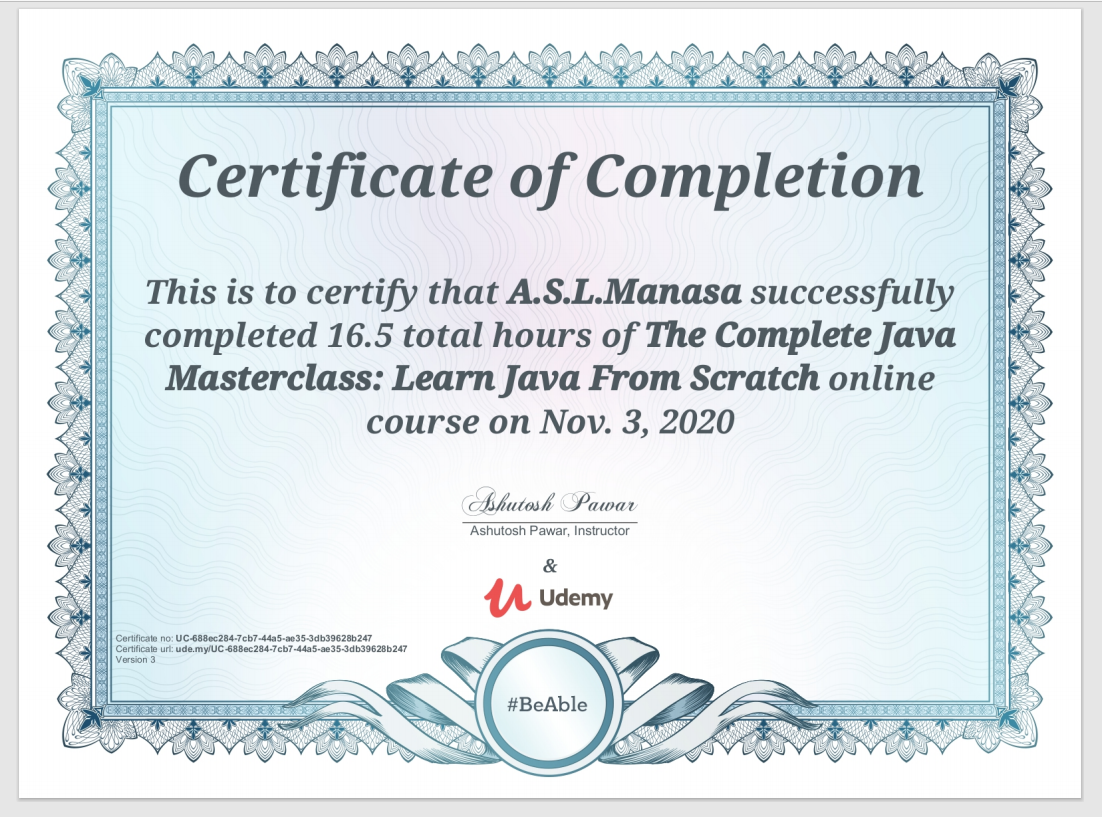 Certificate of Completion
This is to certify that A.S.L.Manasa successfully
completed 16.5 total hours of The Complete Java
Masterclass: Learn Java From Scratch online
course on Nov. 3, 2020
Ashutosh Pawar
Ashutosh Pawar, Instructor
&
Udemy
Certificate no: UC-688ec284-7cb7-44a5-ae35-3db39628b247
Certificate url: ude.my/UC-688ec284-7cb7-44a5-ae35-3db39628b247
Version 3
#BeAble